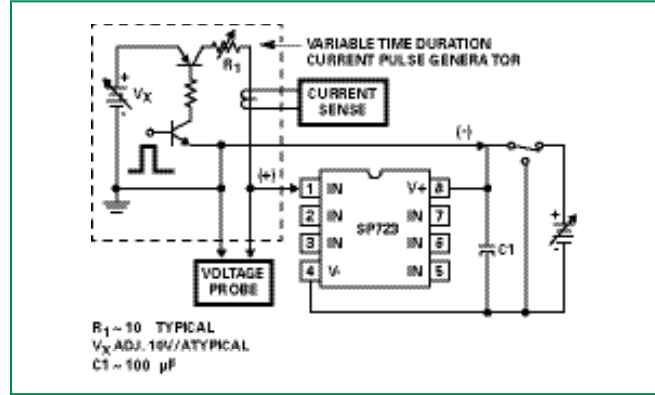 VARIABLE TIME DURATION
CURRENT PULSE GENERATOR
R1
+
VX
-
CURRENT
SENSE
(-)
(+)
1 IN V+ 8
2 IN IN 7
SP723
3 IN IN 6
4 V- IN 5
C1
+
-
VOLTAGE
PROBE
R1 ~ 10 TYPICAL
VX ADJ. 10V/ATYPICAL
C1 ~ 100 µF